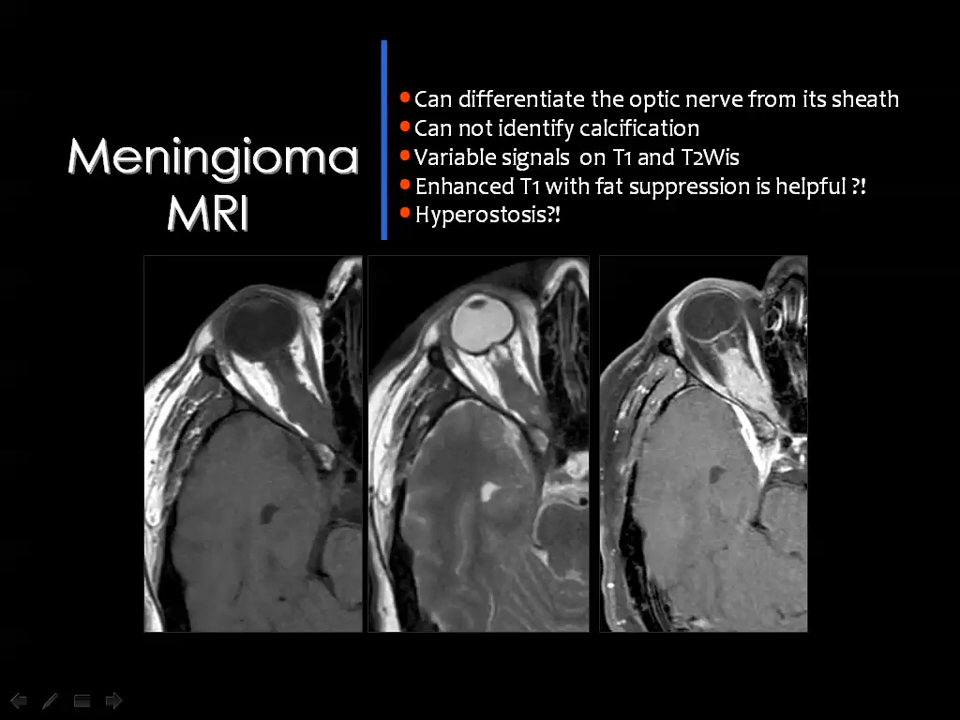 Meningioma
MRI
• Can differentiate the optic nerve from its sheath
• Can not identify calcification
• Variable signals on T1 and T2Wis
• Enhanced T1 with fat suppression is helpful ?!
• Hyperostosis?!